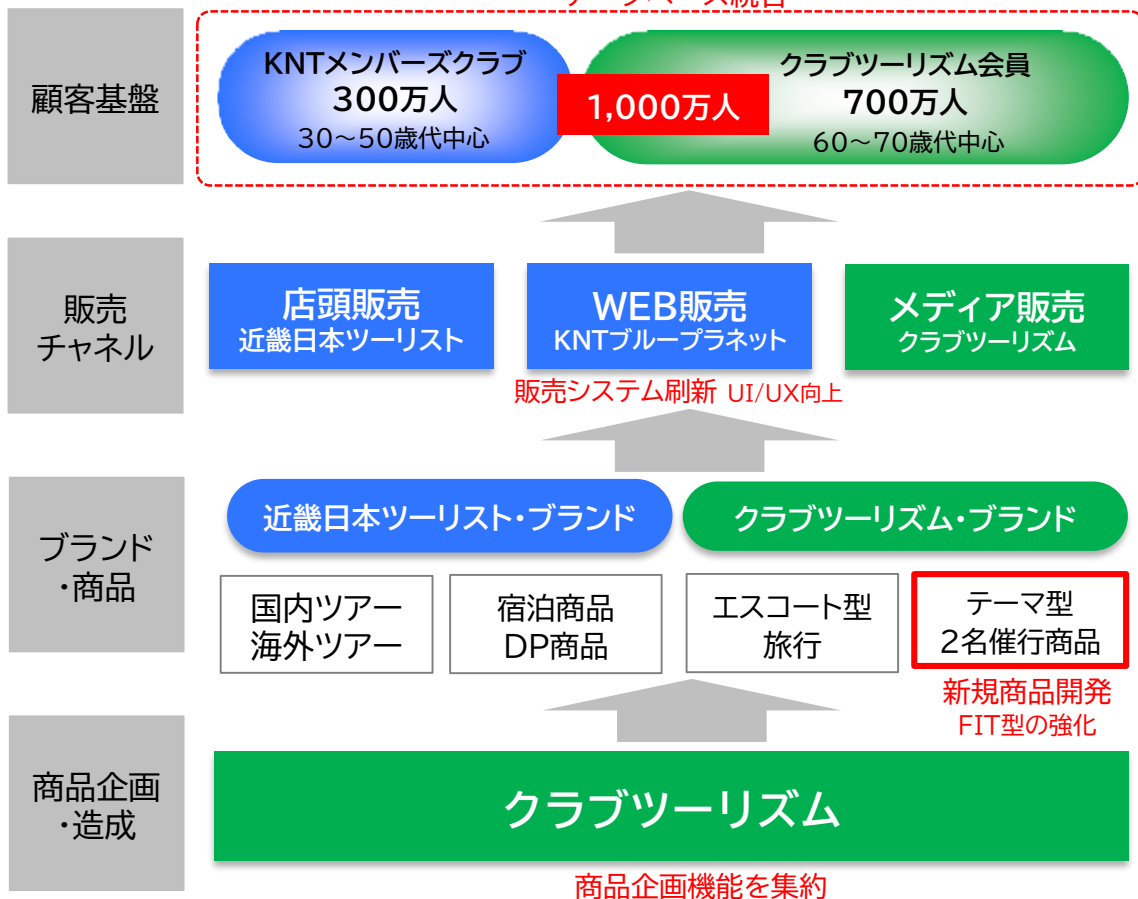 顧客基盤
KNTメンバーズクラブ
300万人
30～50歳代中心
1,000万人
クラブツーリズム会員
700万人
60～70歳代中心
販売
チャネル
店頭販売
近畿日本ツーリスト
WEB販売
KNTブループラネット
メディア販売
クラブツーリズム
販売システム刷新 UI/UX向上
ブランド
・商品
近畿日本ツーリスト・ブランド
クラブツーリズム・ブランド
国内ツアー
海外ツアー
宿泊商品
DP商品
エスコート型
旅行
テーマ型
2名催行商品
新規商品開発
FIT型の強化
商品企画
・造成
クラブツーリズム
商品企画機能を集約